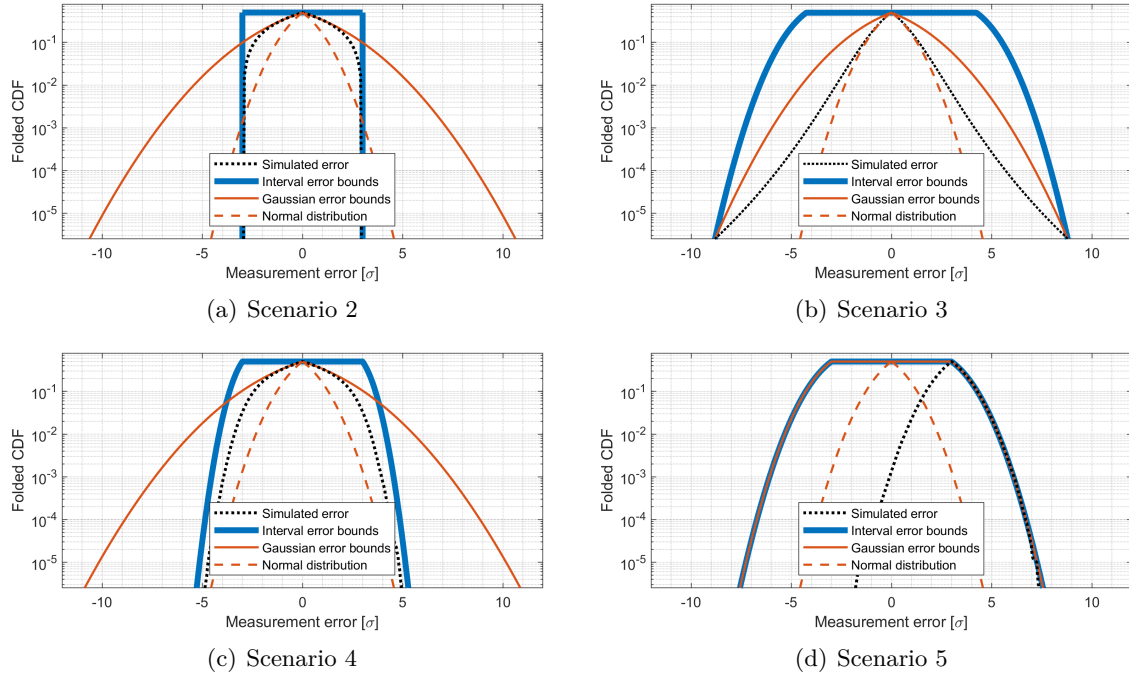 10^-1
10^-2
10^-3
10^-4
10^-5
Folded CDF
Simulated error
Interval error bounds
Gaussian error bounds
Normal distribution
-10 -5 0 5 10
Measurement error [σ]
(a) Scenario 2
10^-1
10^-2
10^-3
10^-4
10^-5
Folded CDF
Simulated error
Interval error bounds
Gaussian error bounds
Normal distribution
-10 -5 0 5 10
Measurement error [σ]
(b) Scenario 3
10^-1
10^-2
10^-3
10^-4
10^-5
Folded CDF
Simulated error
Interval error bounds
Gaussian error bounds
Normal distribution
-10 -5 0 5 10
Measurement error [σ]
(c) Scenario 4
10^-1
10^-2
10^-3
10^-4
10^-5
Folded CDF
Simulated error
Interval error bounds
Gaussian error bounds
Normal distribution
-10 -5 0 5 10
Measurement error [σ]
(d) Scenario 5